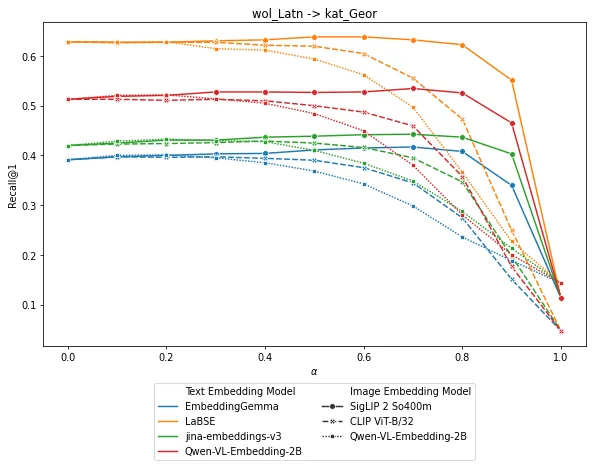 wol_Latn -> kat_Geor
Recall@1
0.6
0.5
0.4
0.3
0.2
0.1
0.0 0.2 0.4 0.6 0.8 1.0
α
Text Embedding Model Image Embedding Model
EmbeddingGemma SigLIP 2 So400m
LaBSE CLIP ViT-B/32
jina-embeddings-v3 Qwen-VL-Embedding-2B
Qwen-VL-Embedding-2B